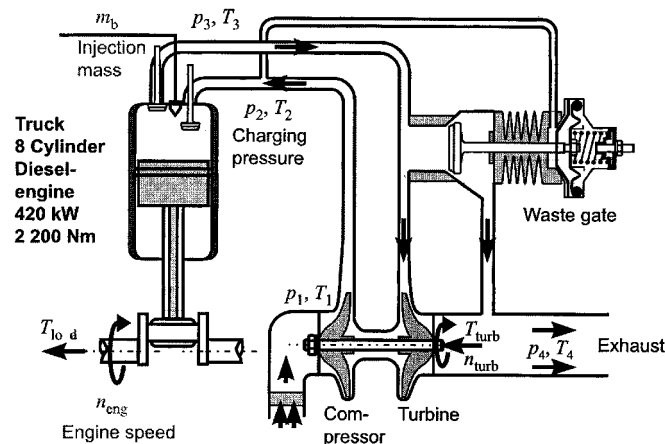 m_b
Injection
mass
p_3, T_3
p_2, T_2
Charging
pressure
Truck
8 Cylinder
Diesel-
engine
420 kW
2 200 Nm
Waste gate
p_1, T_1
T_lo d
T_turb
n_turb
p_4, T_4
Exhaust
n_eng
Engine speed
Com-
pressor
Turbine